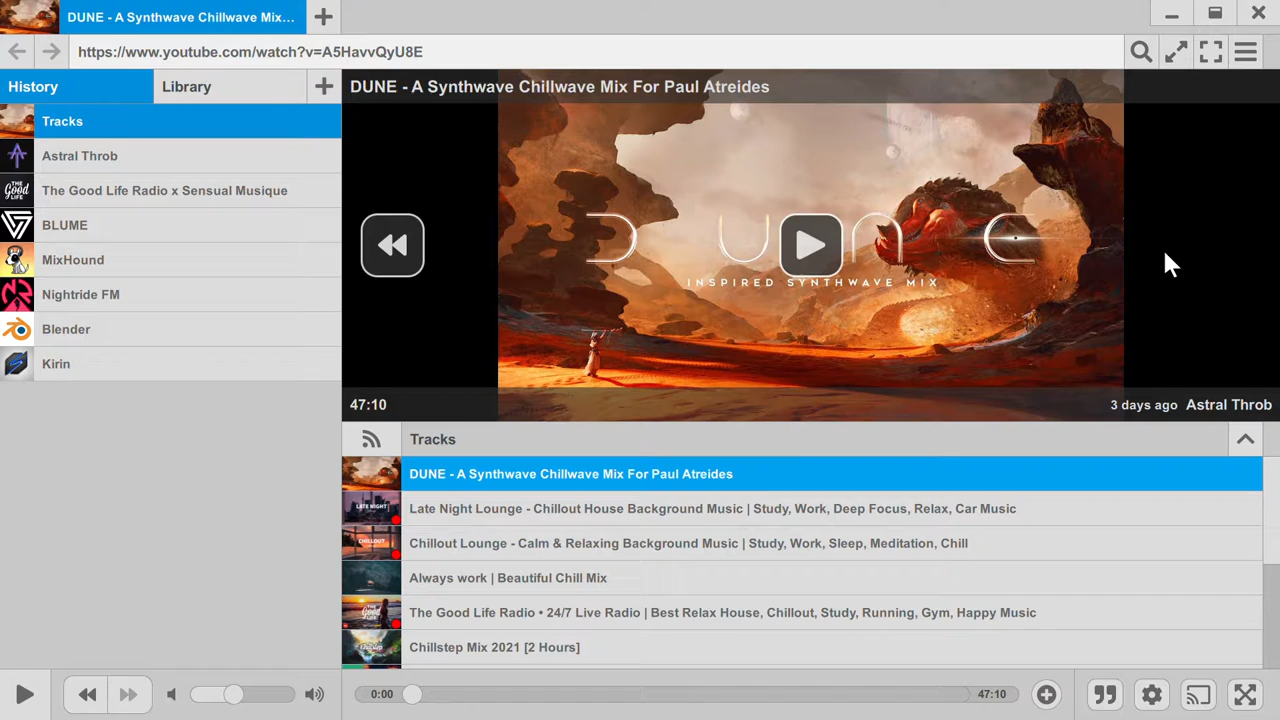 DUNE - A Synthwave Chillwave Mix...
https://www.youtube.com/watch?v=A5HavvQyU8E
History
Library
DUNE - A Synthwave Chillwave Mix For Paul Atreides
Tracks
Astral Throb
The Good Life Radio x Sensual Musique
BLUME
MixHound
Nightride FM
Blender
Kirin
DUNE
INSPIRED SYNTHWAVE MIX
47:10
3 days ago
Astral Throb
Tracks
DUNE - A Synthwave Chillwave Mix For Paul Atreides
Late Night Lounge - Chillout House Background Music | Study, Work, Deep Focus, Relax, Car Music
Chillout Lounge - Calm & Relaxing Background Music | Study, Work, Sleep, Meditation, Chill
Always work | Beautiful Chill Mix
The Good Life Radio • 24/7 Live Radio | Best Relax House, Chillout, Study, Running, Gym, Happy Music
Chillstep Mix 2021 [2 Hours]
0:00
47:10